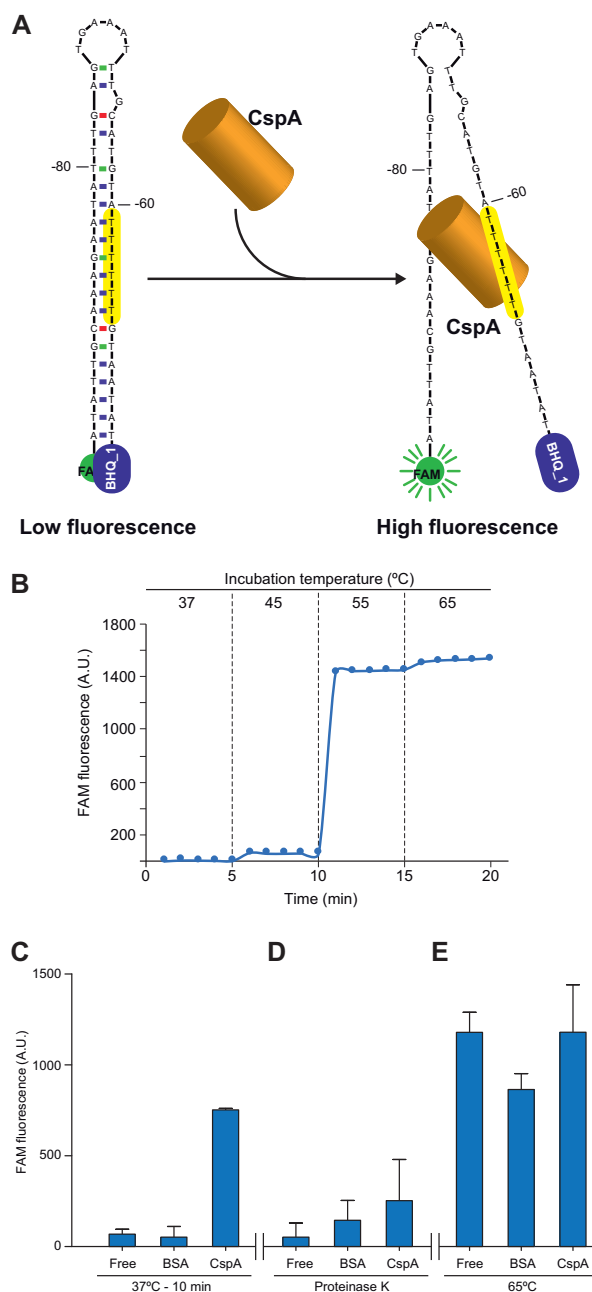 A
-80
-60
CspA
-80
-60
CspA
FAM
BHQ_1
FAM
BHQ_1
Low fluorescence
High fluorescence
B
Incubation temperature (ºC)
37 45 55 65
FAM fluorescence (A.U.)
1800
1400
1000
600
200
0 5 10 15 20
Time (min)
C D E
FAM fluorescence (A.U.)
1500
1000
500
0
Free BSA CspA Free BSA CspA Free BSA CspA
37ºC - 10 min Proteinase K 65ºC